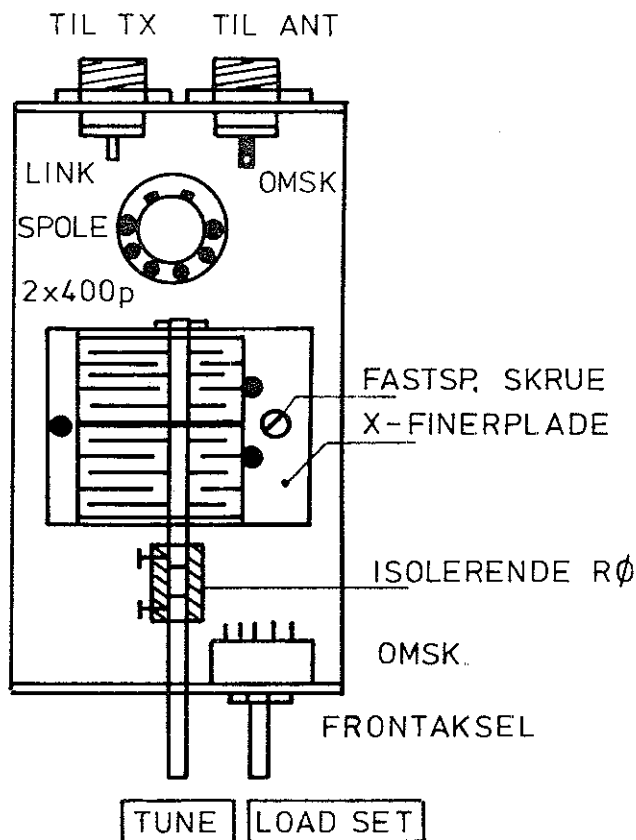 TIL TX TIL ANT
LINK
OMSK
SPOLE
2x400p
FASTSP. SKRUE
X-FINERPLADE
ISOLERENDE RØ
OMSK.
FRONTAKSEL
TUNE LOAD SET